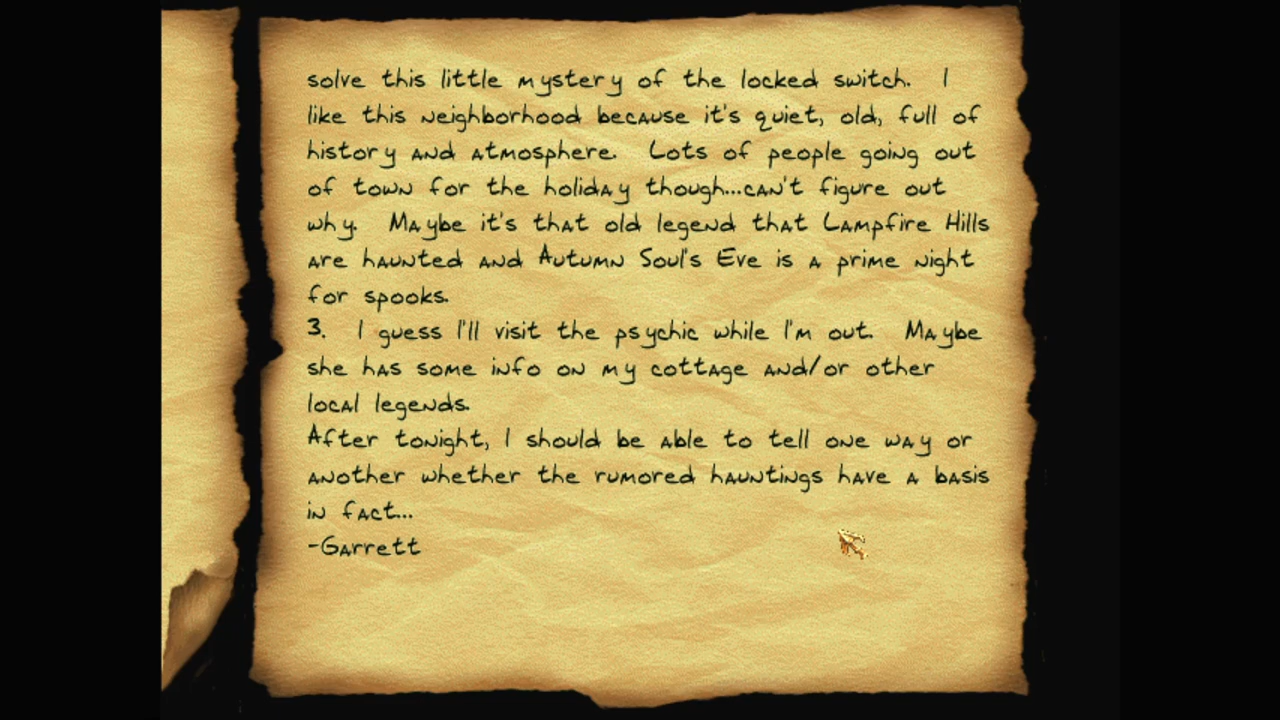 solve this little mystery of the locked switch. I
like this neighborhood because it's quiet, old, full of
history and atmosphere. Lots of people going out
of town for the holiday though...can't figure out
why. Maybe it's that old legend that Lampfire Hills
are haunted and Autumn Soul's Eve is a prime night
for spooks.
3. I guess I'll visit the psychic while I'm out. Maybe
she has some info on my cottage and/or other
local legends.
After tonight, I should be able to tell one way or
another whether the rumored hauntings have a basis
in fact...
-Garrett